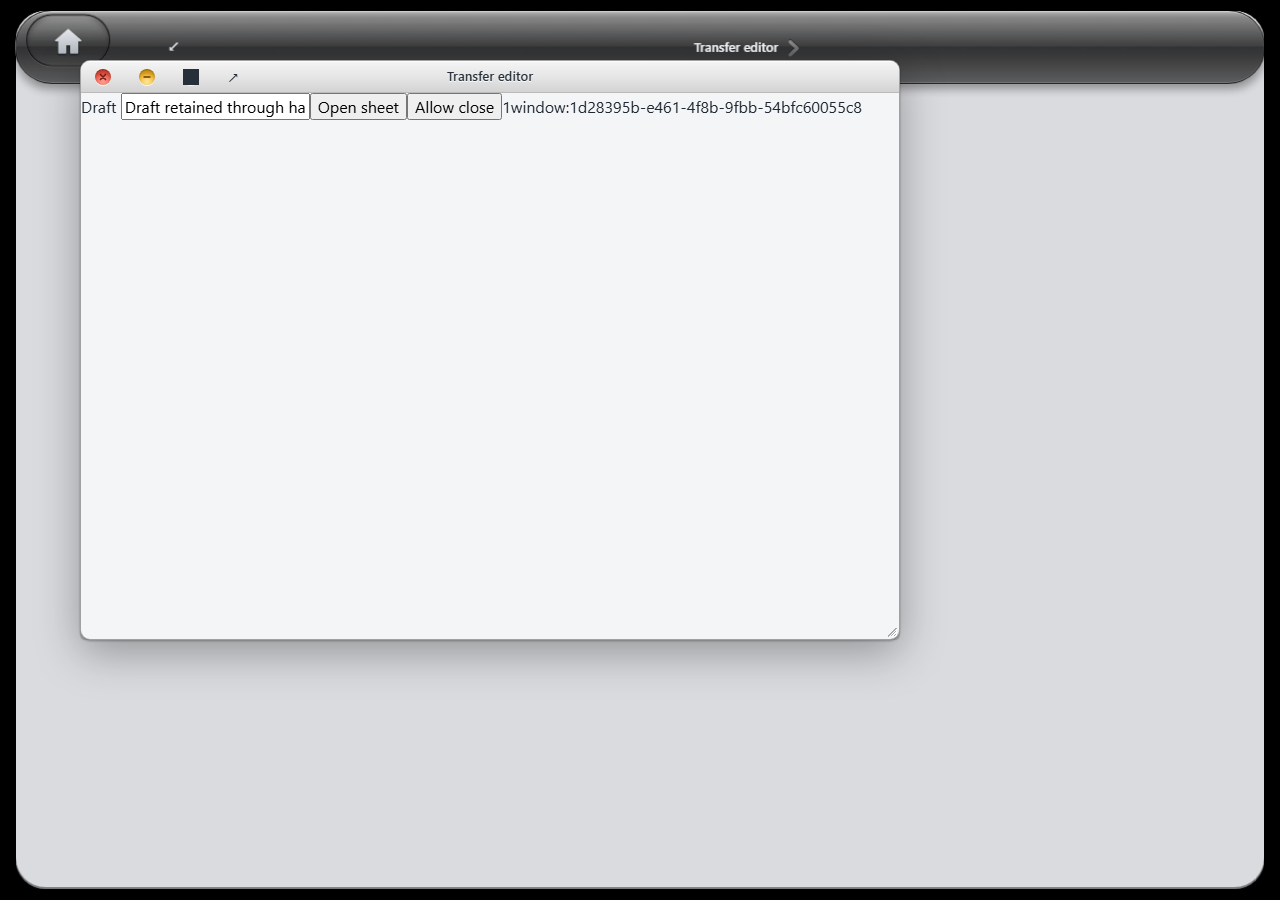 Transfer editor
Transfer editor
Draft Draft retained through ha Open sheet Allow close 1window:1d28395b-e461-4f8b-9fbb-54bfc60055c8